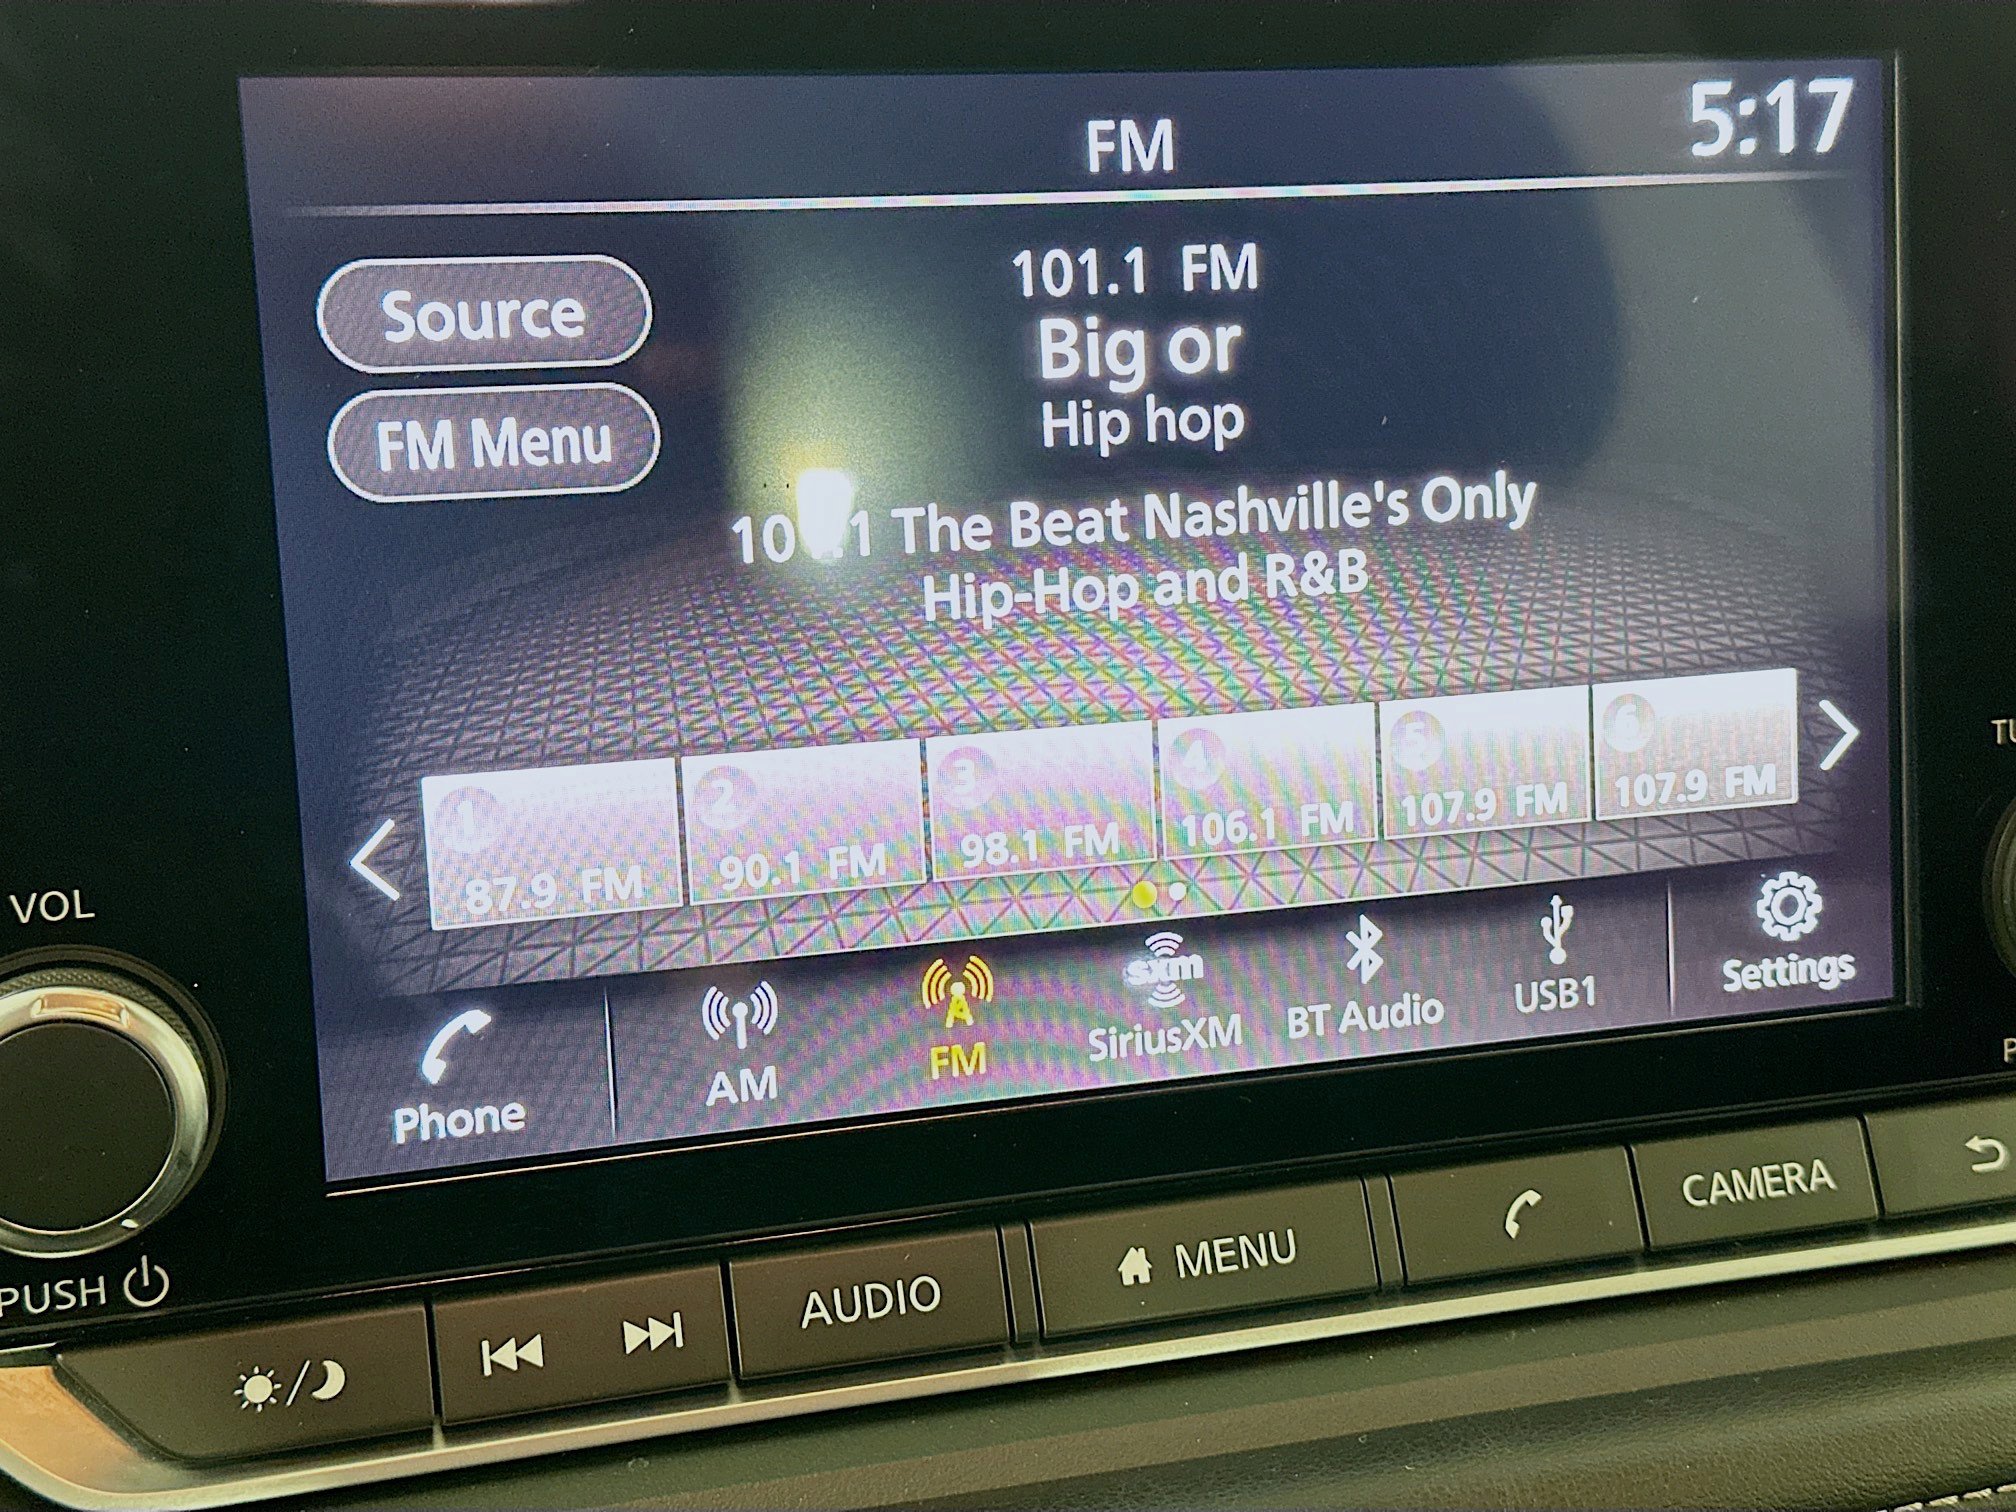 5:17
FM
101.1 FM
Source
Big or
Hip hop
FM Menu
101.1 The Beat Nashville's Only
Hip-Hop and R&B
1 2 3 4 5 6
87.9 FM 90.1 FM 98.1 FM 106.1 FM 107.9 FM 107.9 FM
sxm
Phone AM FM SiriusXM BT Audio USB1 Settings
VOL
PUSH
AUDIO MENU CAMERA